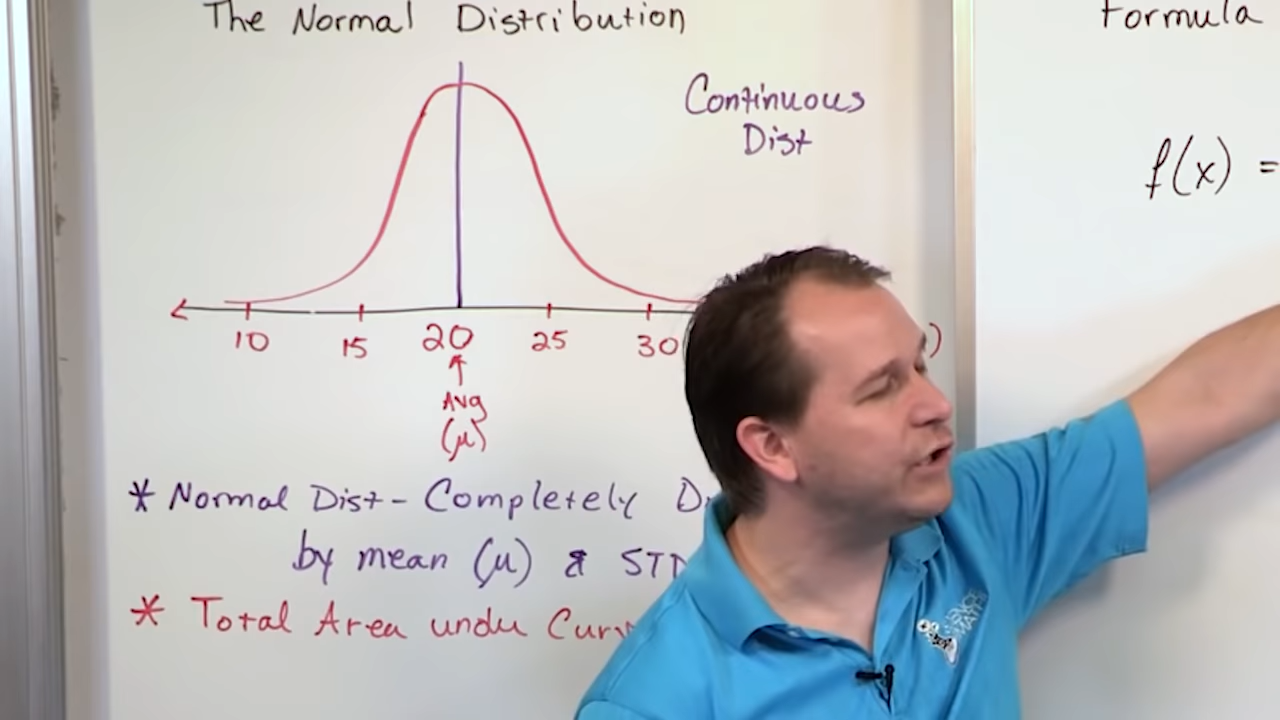 The Normal Distribution
Continuous
Dist
10 15 20 25 30 )
Avg
(μ)
* Normal Dist - Completely
by mean (μ) & STD
* Total Area under Curv
Formula
f(x) =